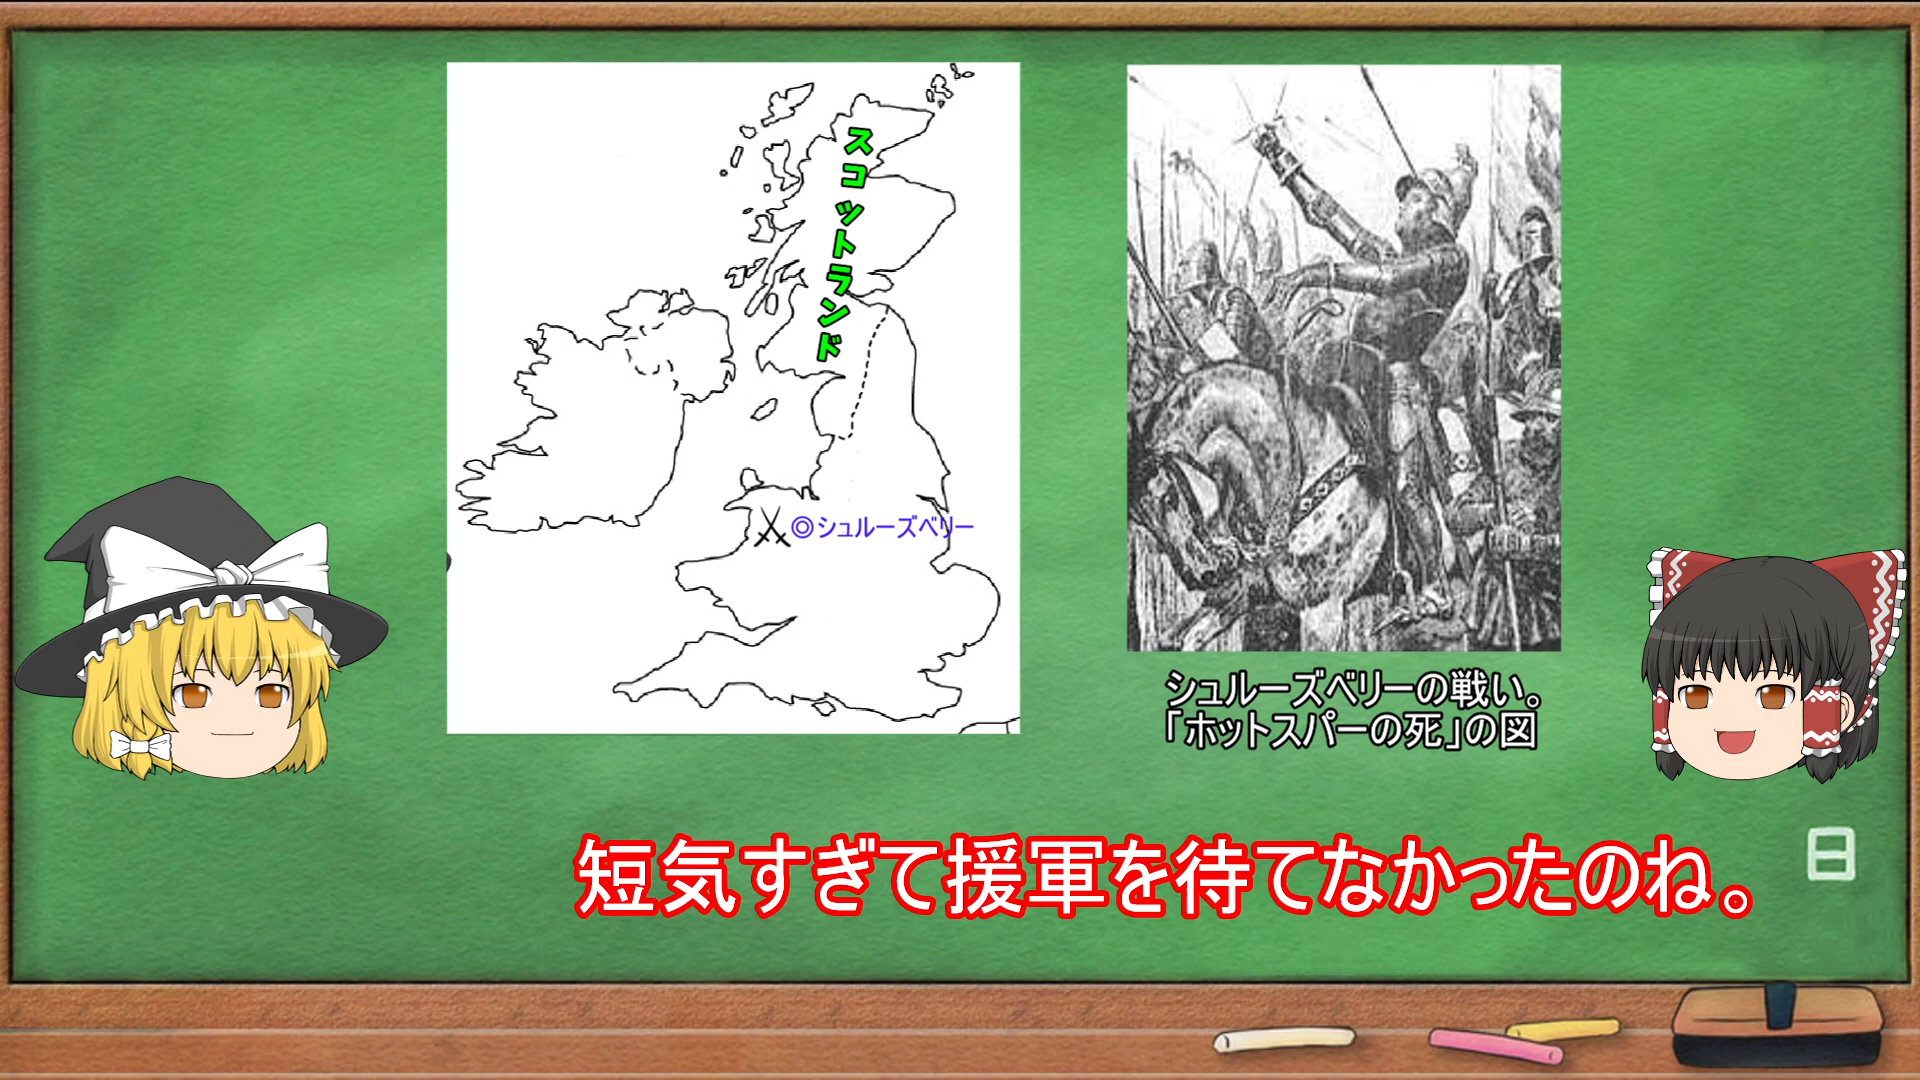 スコットランド
◎シュルーズベリー
シュルーズベリーの戦い。
「ホットスパーの死」の図
短気すぎて援軍を待てなかったのね。
日